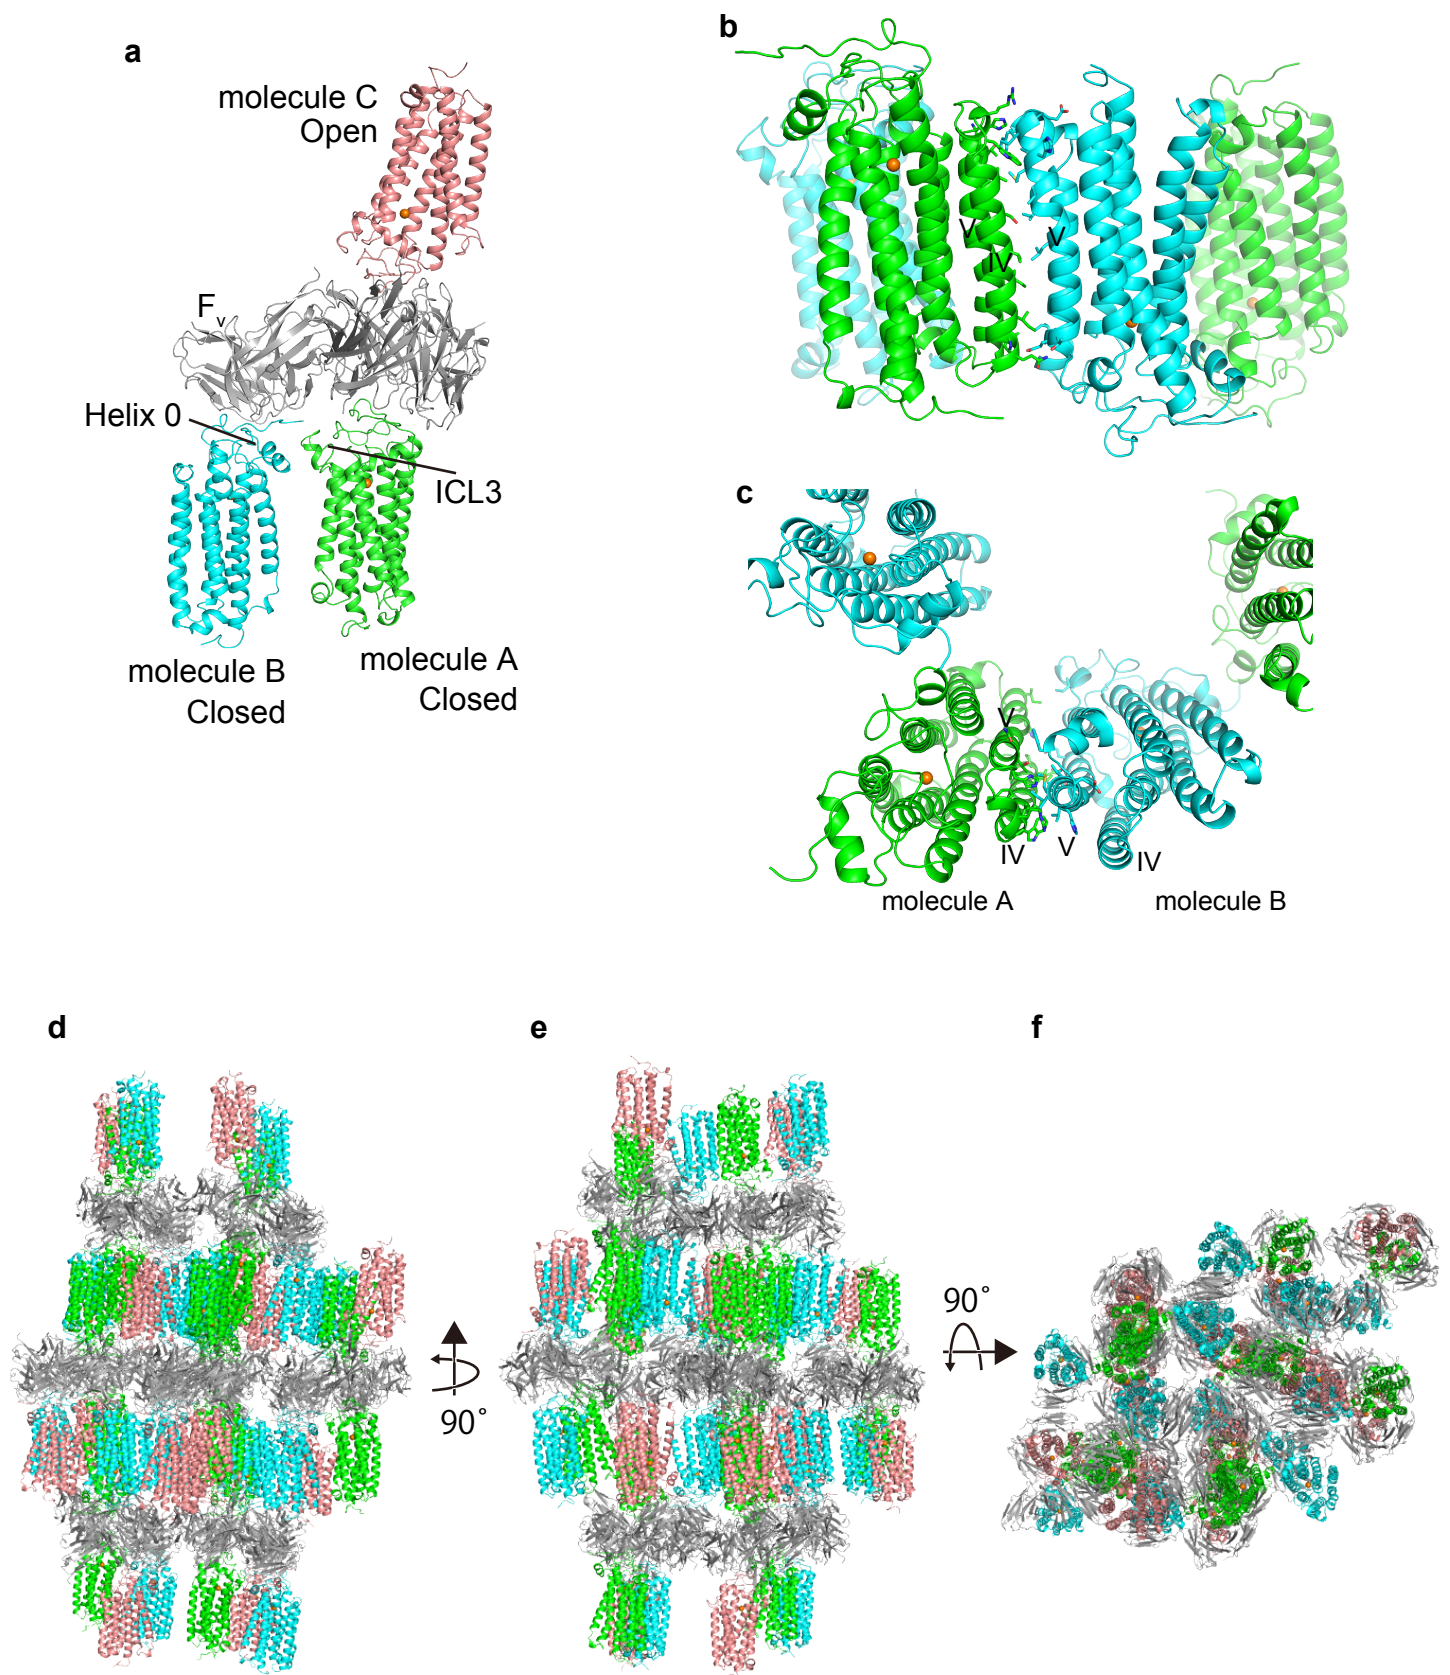 a
molecule C
Open
Fv
Helix 0
ICL3
molecule B
Closed
molecule A
Closed
b
V
IV
V
c
V
IV
V
IV
molecule A
molecule B
d
e
f
90°
90°